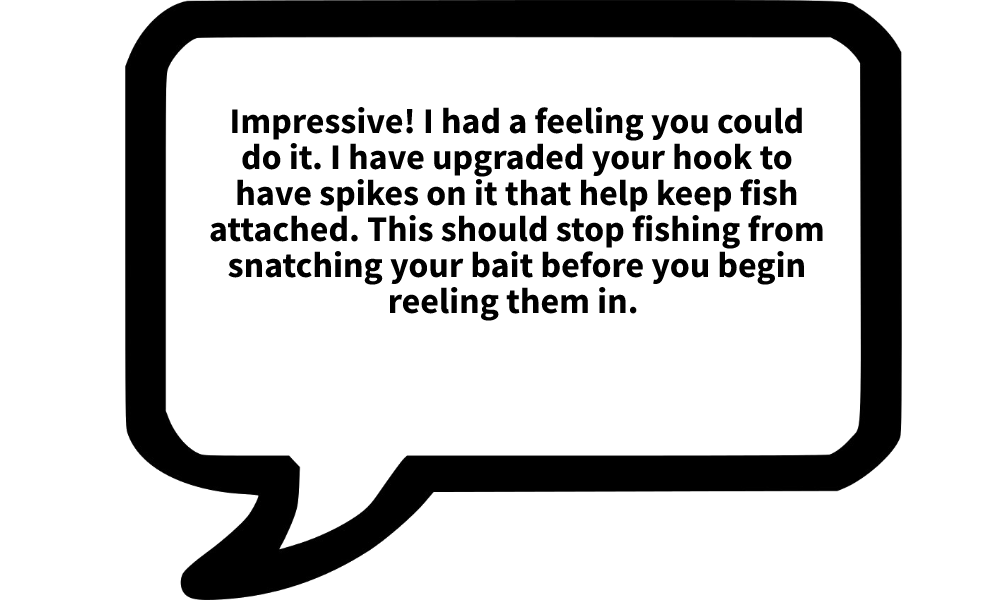 Impressive! I had a feeling you could
do it. I have upgraded your hook to
have spikes on it that help keep fish
attached. This should stop fishing from
snatching your bait before you begin
reeling them in.